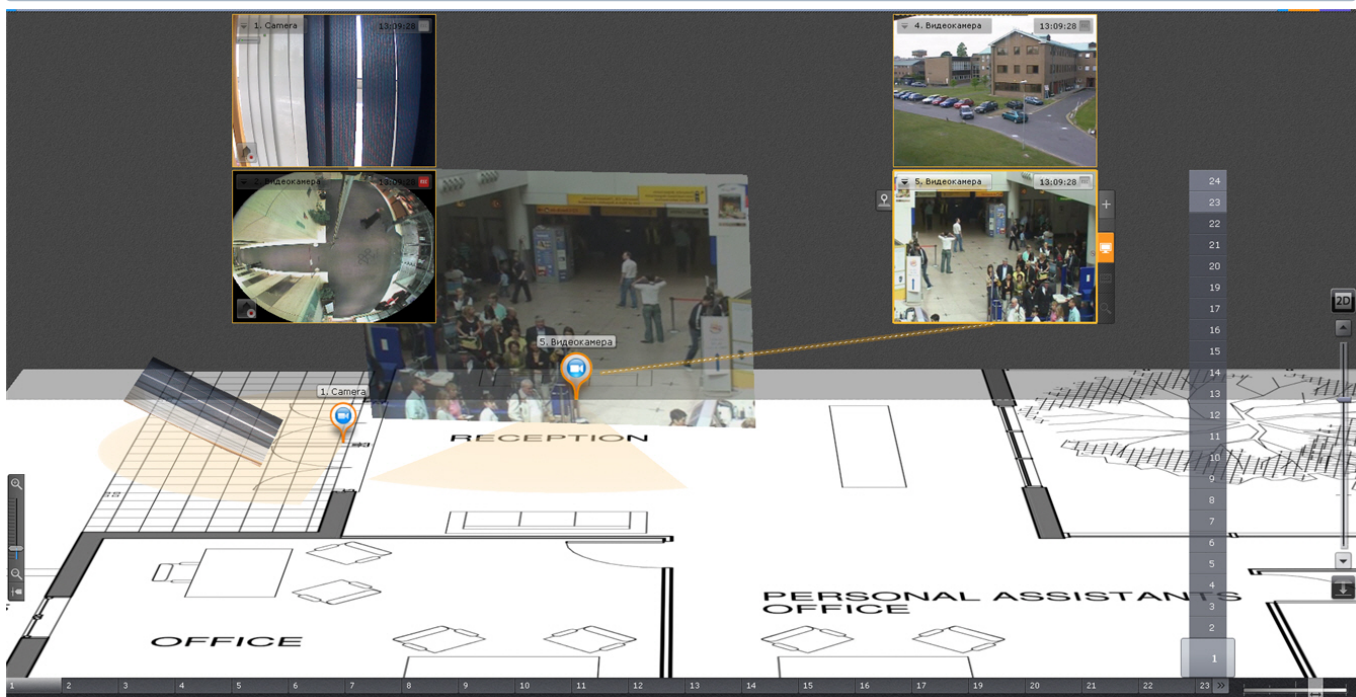 1. Camera 13:09:28
4. Видеокамера 13:09:28
2. Видеокамера 13:09:28
5. Видеокамера 13:09:28
24
23
22
21
20
19
17
16
15
14
13
12
11
10
9
8
7
6
5
4
3
2
1
2D
5. Видеокамера
1. Camera
RECEPTION
PERSONAL ASSISTANTS
OFFICE
OFFICE
1 2 3 4 5 6 7 8 9 10 11 12 13 14 15 16 17 18 19 20 21 22 23 »